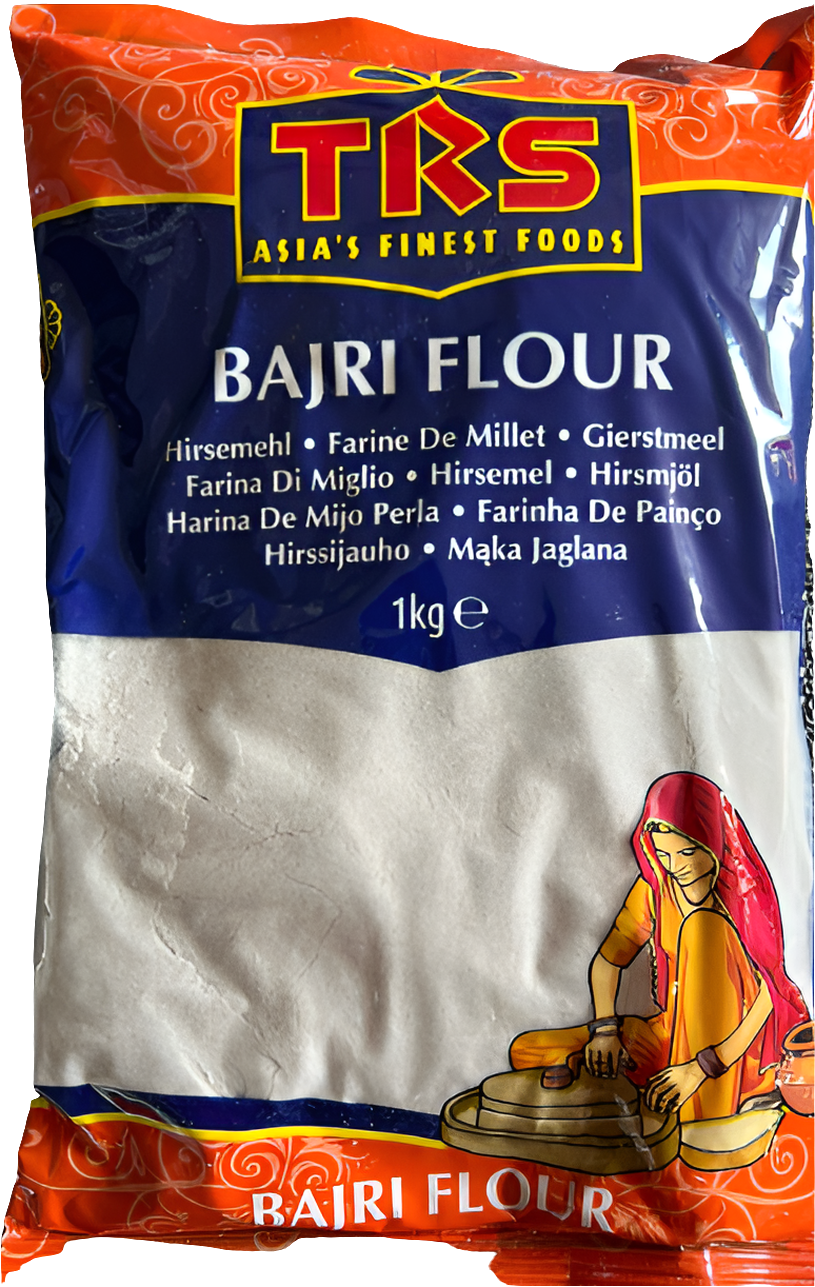 TRS
ASIA'S FINEST FOODS
BAJRI FLOUR
Hirsemehl • Farine De Millet • Gierstmeel
Farina Di Miglio • Hirsemel • Hirsmjöl
Harina De Mijo Perla • Farinha De Painço
Hirssijauho • Mąka Jaglana
1kg ℮
BAJRI FLOUR